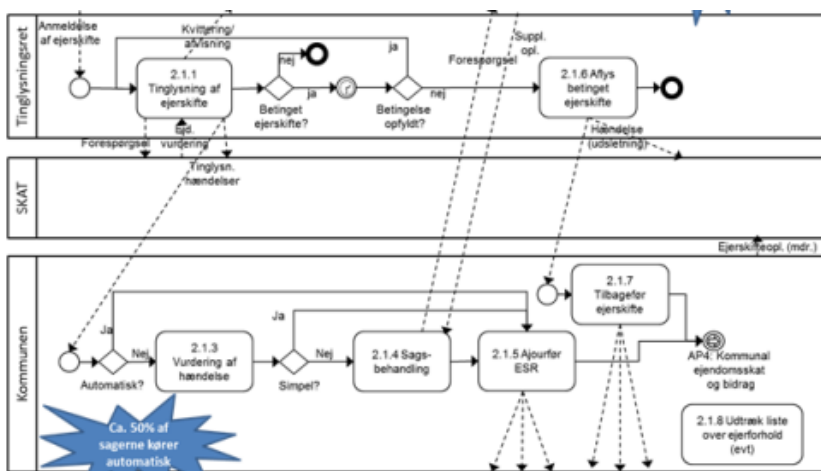 Anmeldelse
af ejerskifte
Kvittering/
afvisning
ja
Suppl.
opl.
Tinglysningsret
2.1.1
Tinglysning af
ejerskifte
nej
ja
Betinget
ejerskifte?
Betingelse
opfyldt?
nej
Forespørgsel
2.1.6 Aflys
betinget
ejerskifte
Forespørgsel
vurdering
Tinglysn.
hændelser
Hændelse
(udsletning)
SKAT
Ejerskifteopl. (mdr.)
Kommunen
Ja
Nej
Automatisk?
2.1.3
Vurdering af
hændelse
Ja
Simpel?
Nej
2.1.4 Sags-
behandling
2.1.5 Ajourfør
ESR
2.1.7
Tilbagefør
ejerskifte
AP4: Kommunal
ejendomsskat
og bidrag
2.1.8 Udtræk liste
over ejerforhold
(evt)
Ca. 50% af
sagerne kører
automatisk